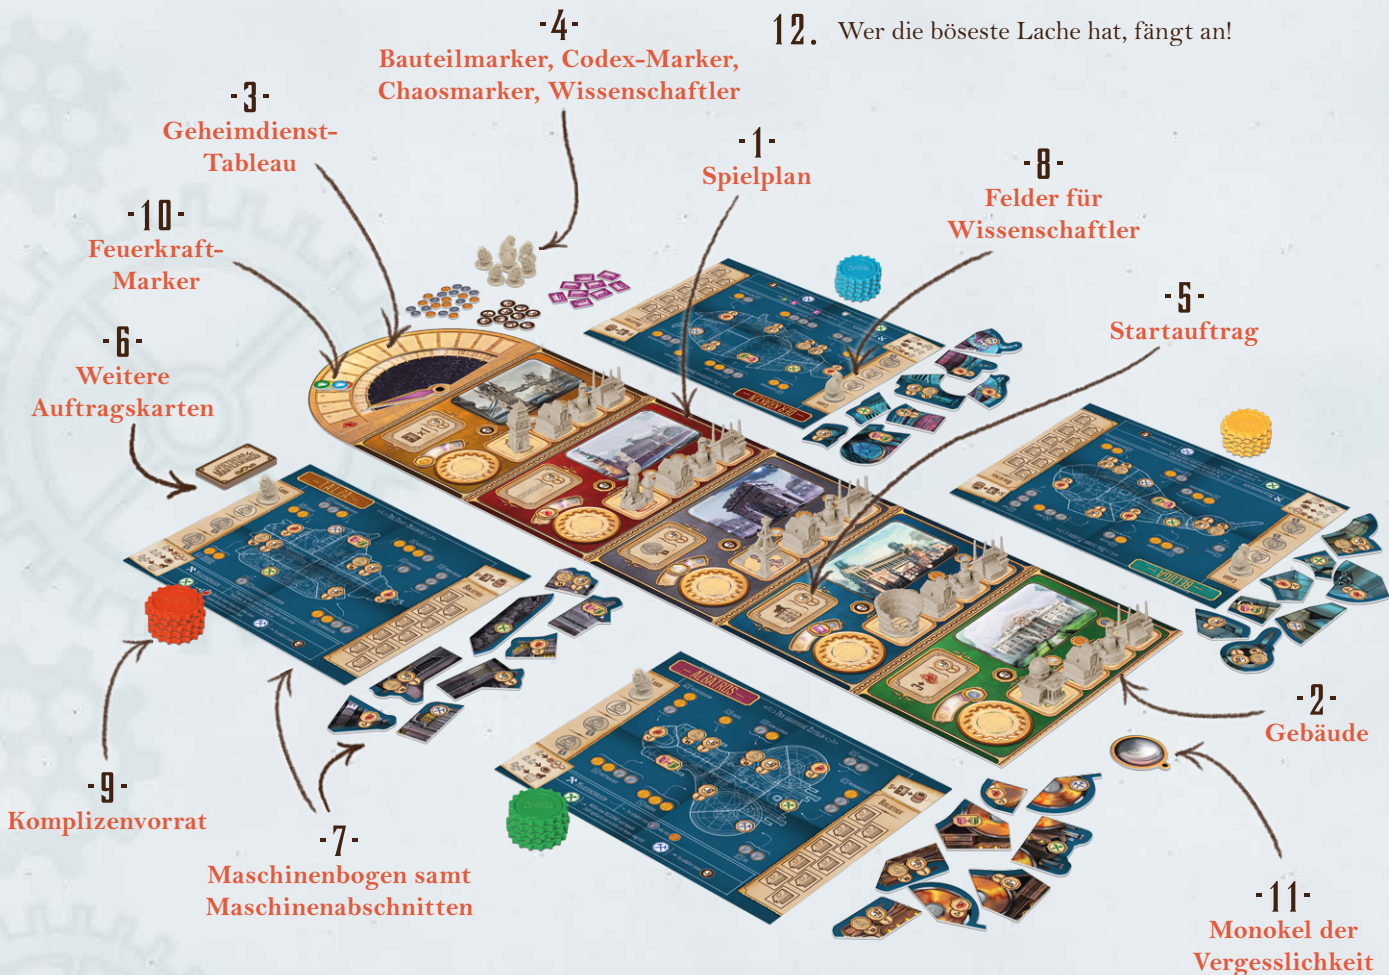 -4-
Bauteilmarker, Codex-Marker,
Chaosmarker, Wissenschaftler
12. Wer die böseste Lache hat, fängt an!
-3-
Geheimdienst-
Tableau
-1-
Spielplan
-8-
Felder für
Wissenschaftler
-10-
Feuerkraft-
Marker
-5-
Startauftrag
-6-
Weitere
Auftragskarten
ALBATROS
-2-
Gebäude
-9-
Komplizenvorrat
-7-
Maschinenbogen samt
Maschinenabschnitten
-11-
Monokel der
Vergesslichkeit